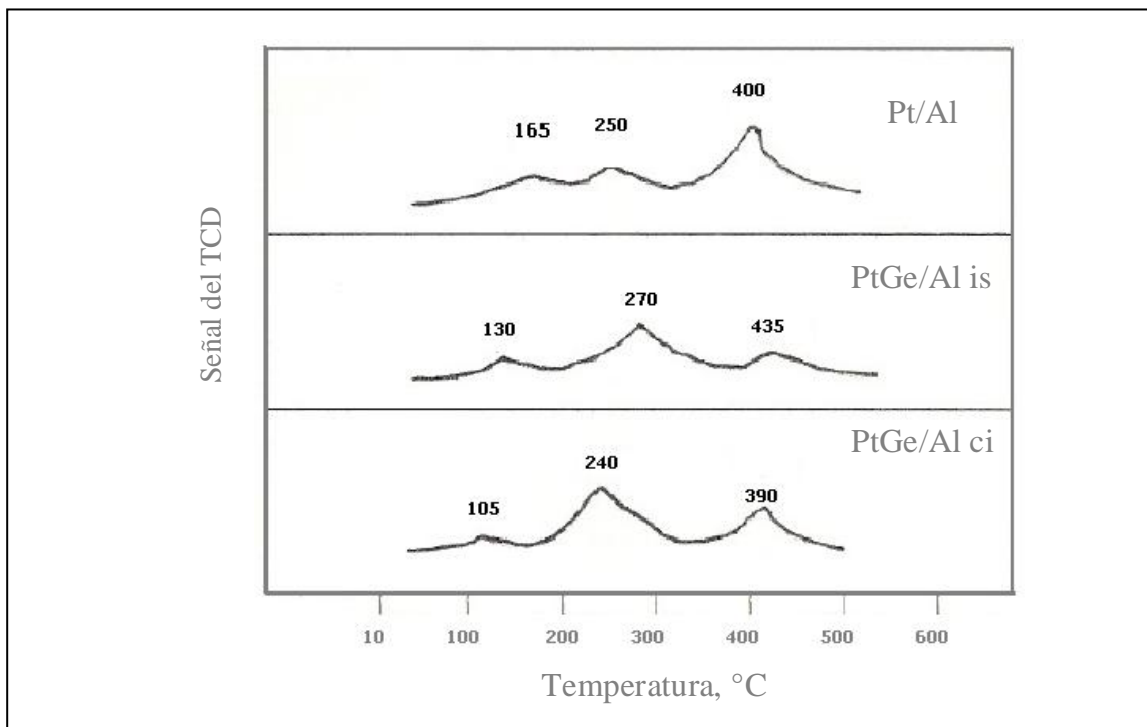 400
Pt/Al
165 250
Señal del TCD
PtGe/Al is
270
130 435
PtGe/Al ci
240
105 390
10 100 200 300 400 500 600
Temperatura, °C